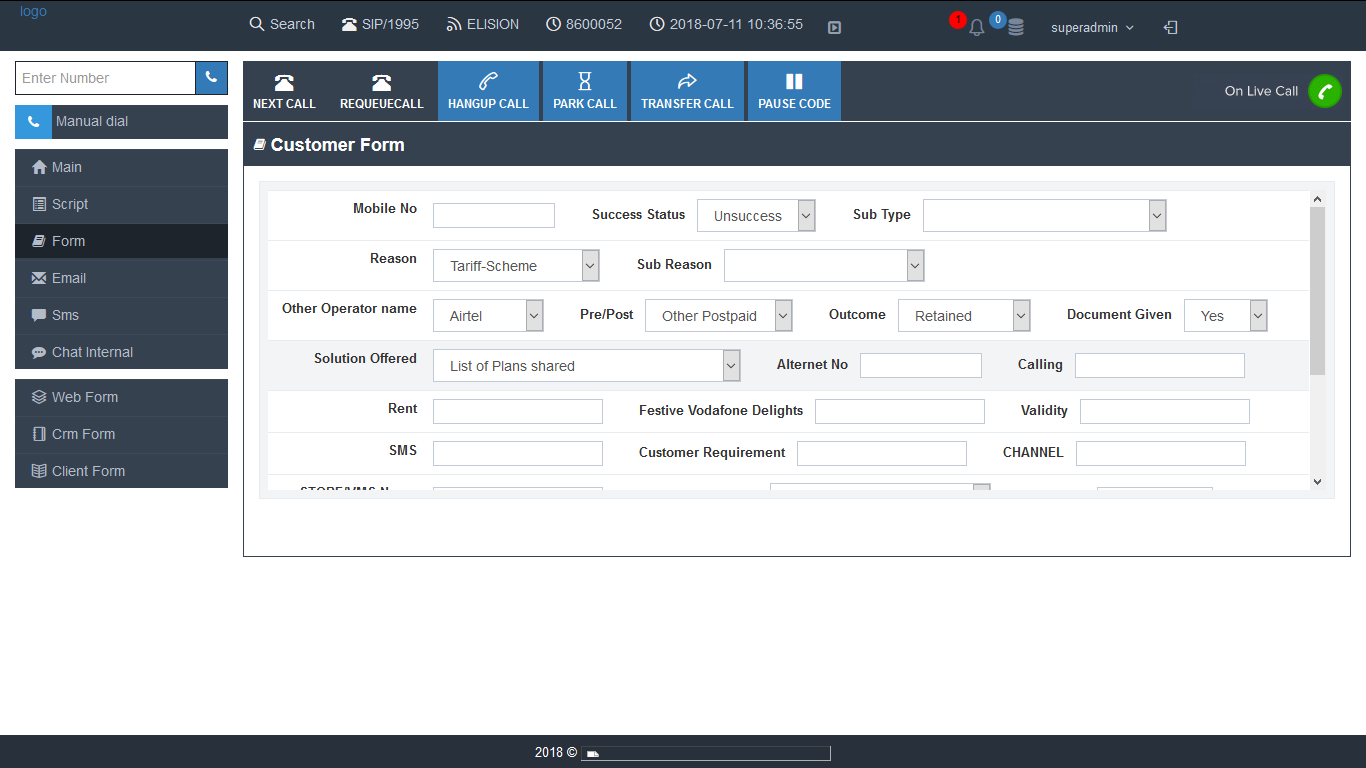 logo
Search SIP/1995 ELISION 8600052 2018-07-11 10:36:55 1 0 superadmin
Enter Number
Manual dial
Main
Script
Form
Email
Sms
Chat Internal
Web Form
Crm Form
Client Form
NEXT CALL REQUEUECALL HANGUP CALL PARK CALL TRANSFER CALL PAUSE CODE On Live Call
Customer Form
Mobile No Success Status Unsuccess Sub Type
Reason Tariff-Scheme Sub Reason
Other Operator name Airtel Pre/Post Other Postpaid Outcome Retained Document Given Yes
Solution Offered List of Plans shared Alternet No Calling
Rent Festive Vodafone Delights Validity
SMS Customer Requirement CHANNEL
2018 ©